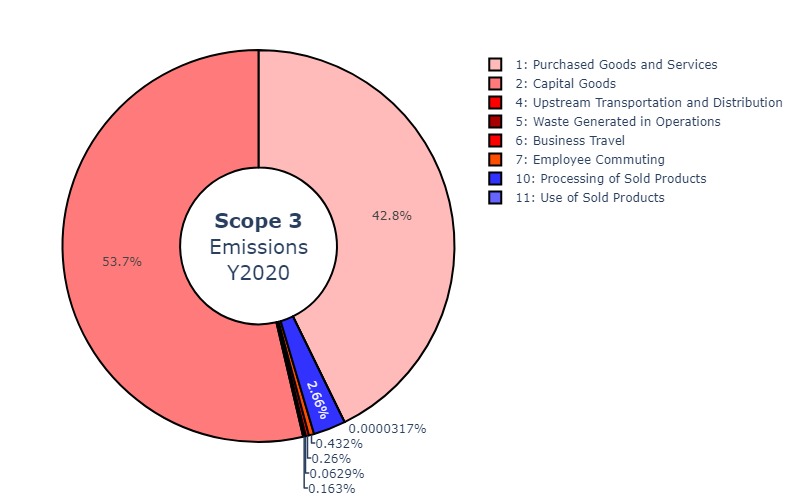 1: Purchased Goods and Services
2: Capital Goods
4: Upstream Transportation and Distribution
5: Waste Generated in Operations
6: Business Travel
7: Employee Commuting
10: Processing of Sold Products
11: Use of Sold Products
42.8%
Scope 3
Emissions
Y2020
53.7%
2.66%
0.0000317%
0.432%
0.26%
0.0629%
0.163%